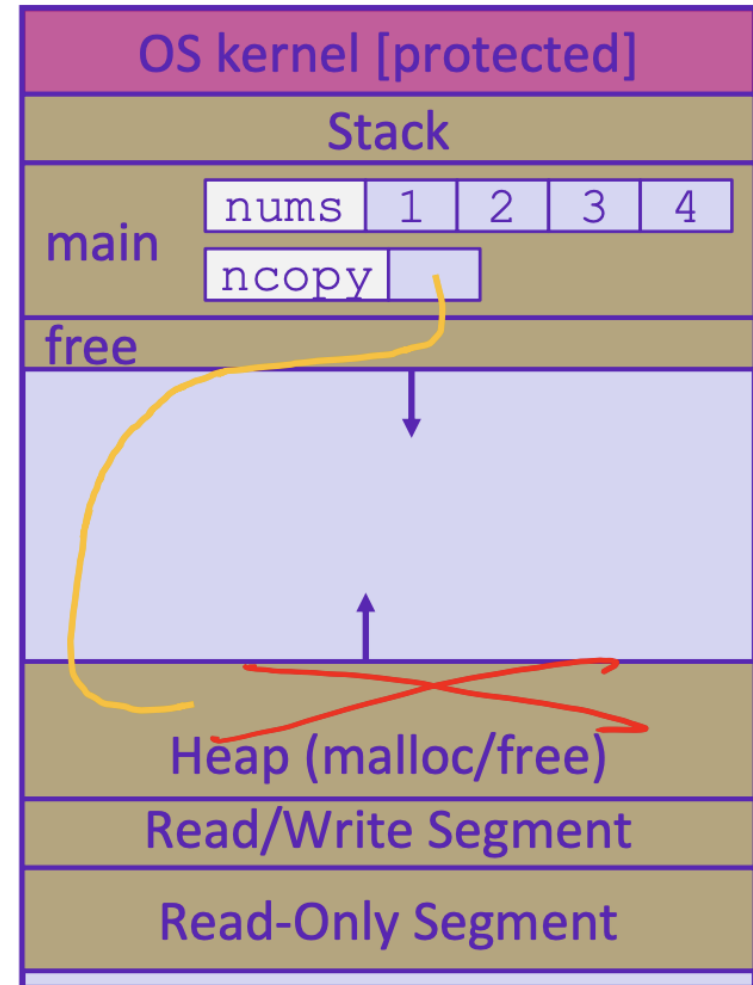 OS kernel [protected]
Stack
main
nums 1 2 3 4
ncopy
free
Heap (malloc/free)
Read/Write Segment
Read-Only Segment